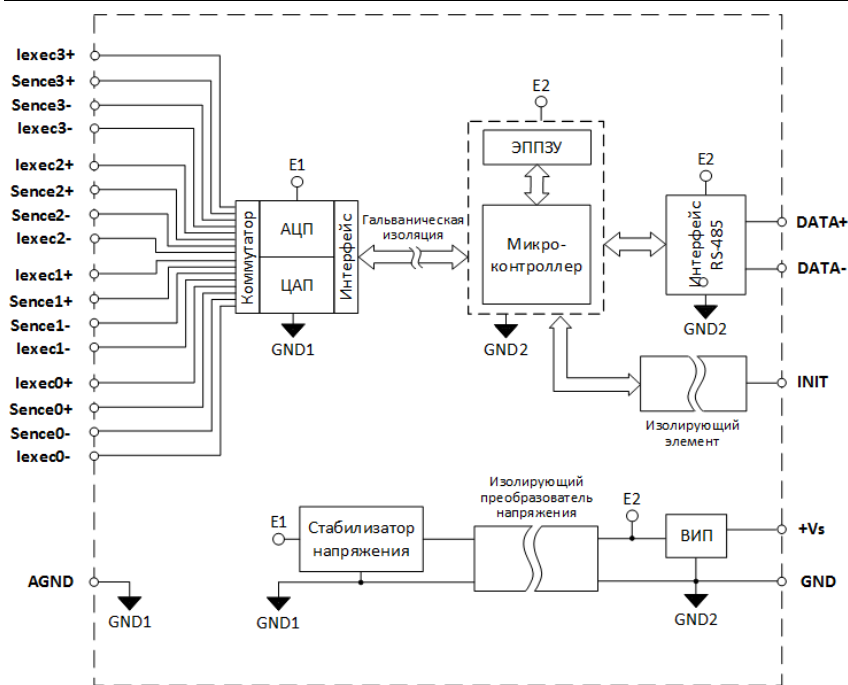 Iexec3+
Sence3+
Sence3-
Iexec3-
Iexec2+
Sence2+
Sence2-
Iexec2-
Iexec1+
Sence1+
Sence1-
Iexec1-
Iexec0+
Sence0+
Sence0-
Iexec0-
AGND
GND1
E1
Коммутатор
АЦП
ЦАП
Интерфейс
GND1
Гальваническая
изоляция
E2
ЭППЗУ
Микро-
контроллер
GND2
E2
Интерфейс
RS-485
GND2
DATA+
DATA-
INIT
Изолирующий
элемент
Изолирующий
преобразователь
напряжения
E1
Стабилизатор
напряжения
GND1
E2
ВИП
GND2
+Vs
GND